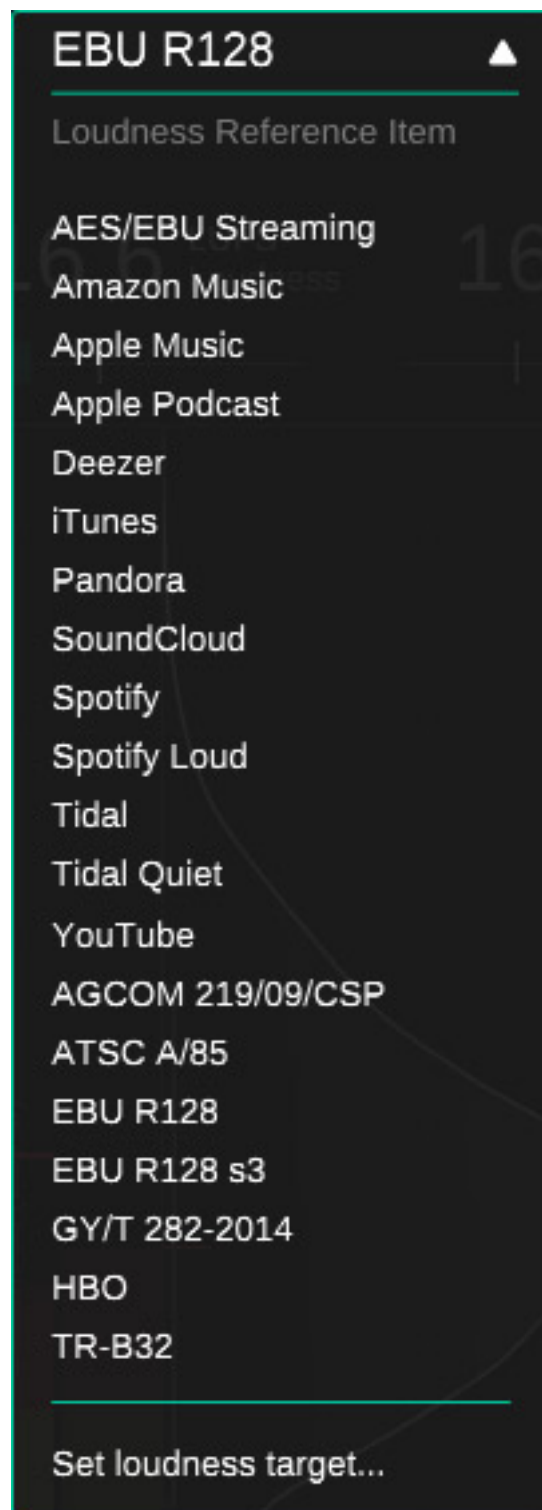 EBU R128
Loudness Reference Item
AES/EBU Streaming
Amazon Music
Apple Music
Apple Podcast
Deezer
iTunes
Pandora
SoundCloud
Spotify
Spotify Loud
Tidal
Tidal Quiet
YouTube
AGCOM 219/09/CSP
ATSC A/85
EBU R128
EBU R128 s3
GY/T 282-2014
HBO
TR-B32
Set loudness target...